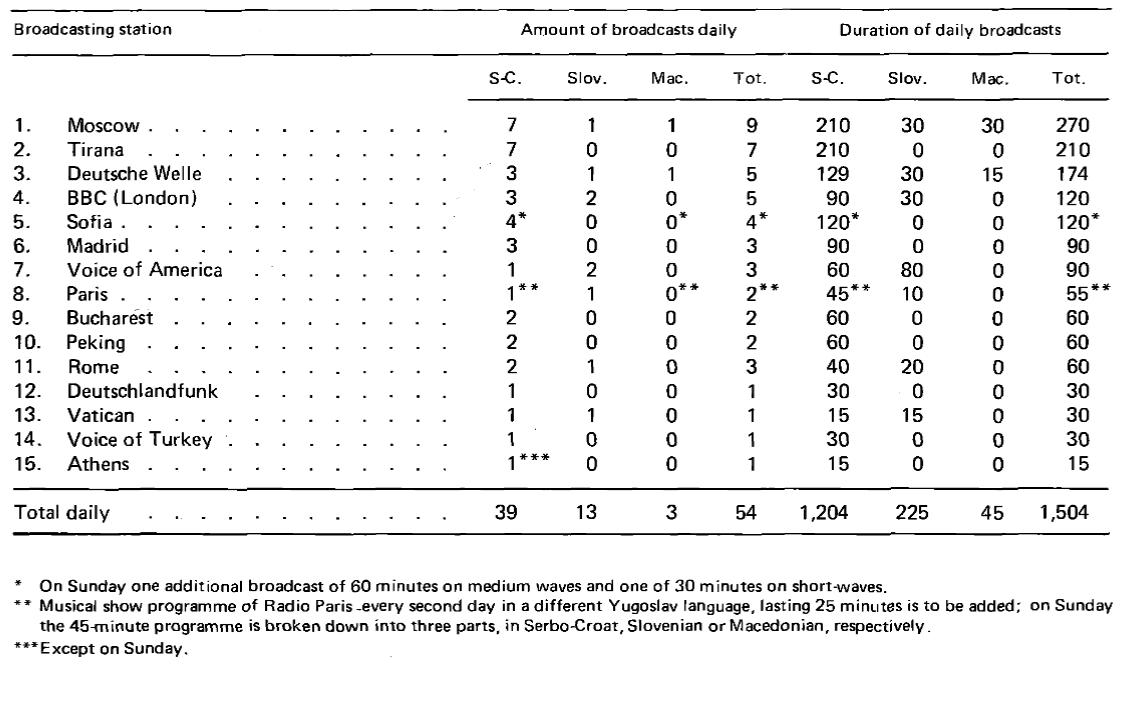 Broadcasting station Amount of broadcasts daily Duration of daily broadcasts
S-C. Slov. Mac. Tot. S-C. Slov. Mac. Tot.
1. Moscow . . . . . . . . . . . . . 7 1 1 9 210 30 30 270
2. Tirana . . . . . . . . . . . . 7 0 0 7 210 0 0 210
3. Deutsche Welle . . . . . . . . 3 1 1 5 129 30 15 174
4. BBC (London) . . . . . . . . . 3 2 0 5 90 30 0 120
5. Sofia . . . . . . . . . . . . . 4* 0 0* 4* 120* 0 0 120*
6. Madrid . . . . . . . . . . . . 3 0 0 3 90 0 0 90
7. Voice of America . . . . . . . . 1 2 0 3 60 80 0 90
8. Paris . . . . . . . . . . . . . 1** 1 0** 2** 45** 10 0 55**
9. Bucharest . . . . . . . . . . . 2 0 0 2 60 0 0 60
10. Peking . . . . . . . . . . . . 2 0 0 2 60 0 0 60
11. Rome . . . . . . . . . . . . 2 1 0 3 40 20 0 60
12. Deutschlandfunk . . . . . . . . 1 0 0 1 30 0 0 30
13. Vatican . . . . . . . . . . . . 1 1 0 1 15 15 0 30
14. Voice of Turkey . . . . . . . . . 1 0 0 1 30 0 0 30
15. Athens . . . . . . . . . . . . 1*** 0 0 1 15 0 0 15
Total daily . . . . . . . . . . . . 39 13 3 54 1,204 225 45 1,504
* On Sunday one additional broadcast of 60 minutes on medium waves and one of 30 minutes on short-waves.
** Musical show programme of Radio Paris -every second day in a different Yugoslav language, lasting 25 minutes is to be added; on Sunday
the 45-minute programme is broken down into three parts, in Serbo-Croat, Slovenian or Macedonian, respectively.
***Except on Sunday.